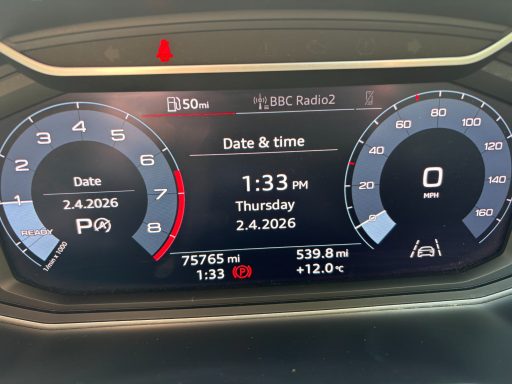 50mi
BBC Radio2
Date & time
1:33 PM
Thursday
2.4.2026
75765 mi
539.8 mi
1:33
(P)
+12.0°C
1
2
3
4
5
6
7
8
READY
1/min x 1000
Date
2.4.2026
P
A
0
20
40
60
80
100
120
140
160
0
MPH